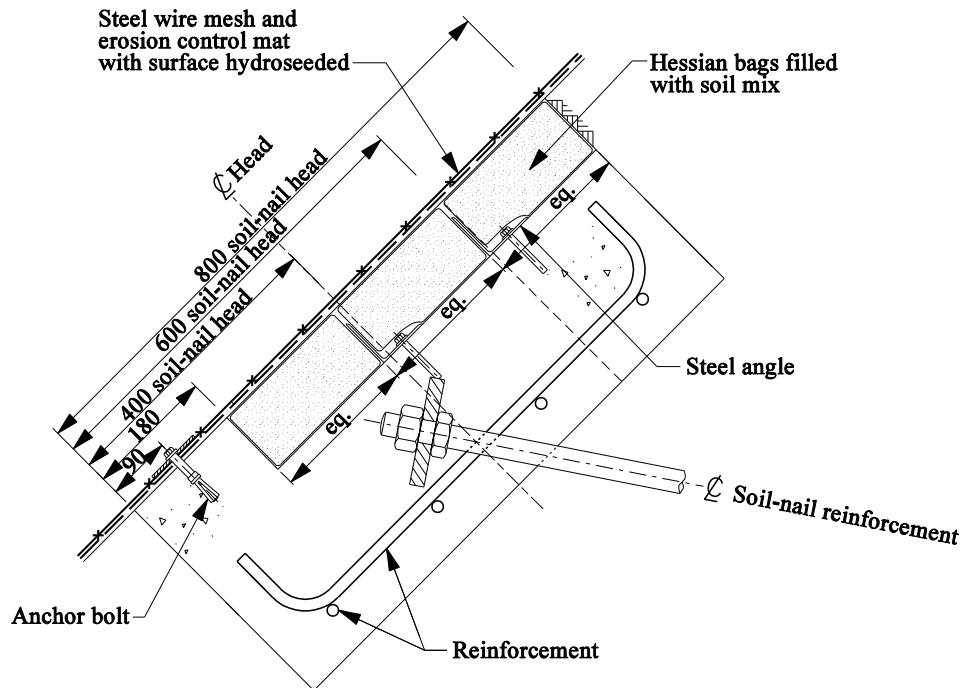 Steel wire mesh and
erosion control mat
with surface hydroseeded
Hessian bags filled
with soil mix
℄ Head
800 soil-nail head
600 soil-nail head
400 soil-nail head
180
90
eq.
eq.
eq.
Steel angle
℄ Soil-nail reinforcement
Anchor bolt
Reinforcement